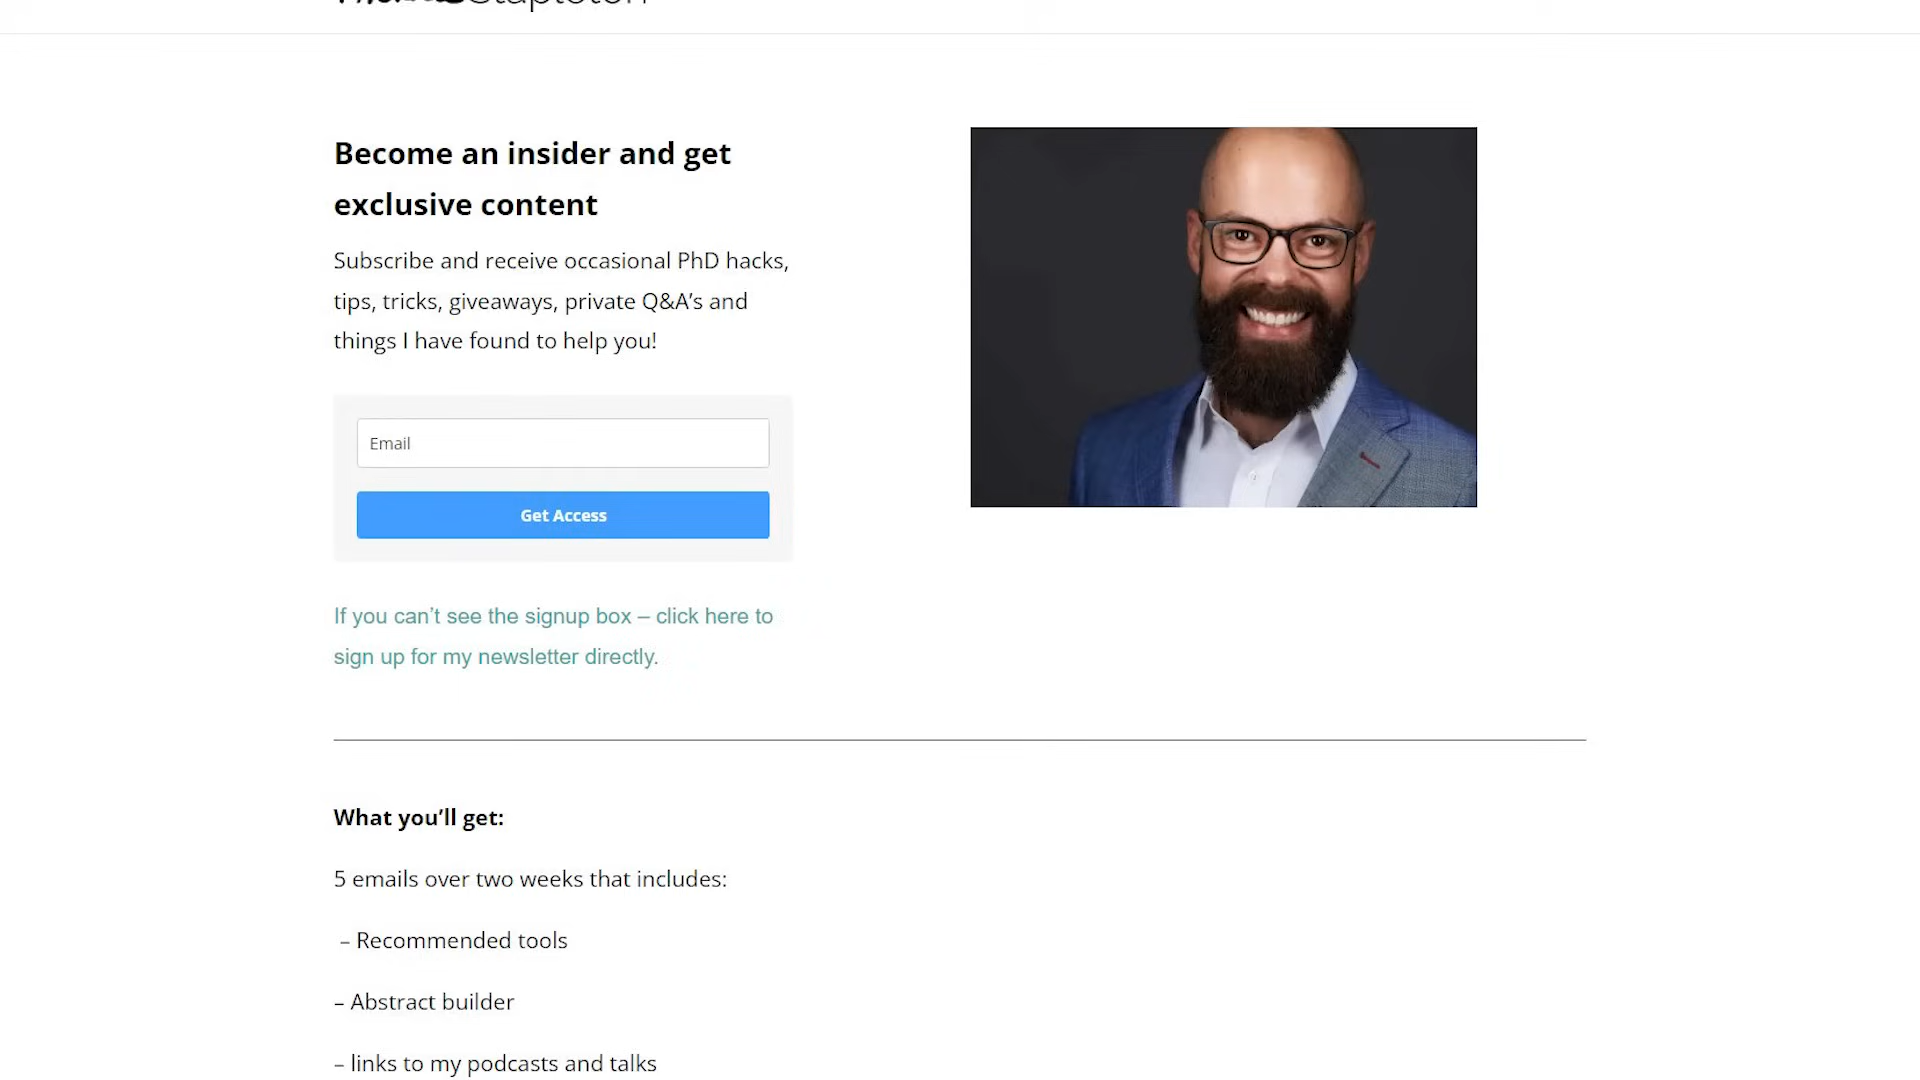 Become an insider and get
exclusive content
Subscribe and receive occasional PhD hacks,
tips, tricks, giveaways, private Q&A’s and
things I have found to help you!
Email
Get Access
If you can’t see the signup box – click here to
sign up for my newsletter directly.
What you’ll get:
5 emails over two weeks that includes:
– Recommended tools
– Abstract builder
– links to my podcasts and talks